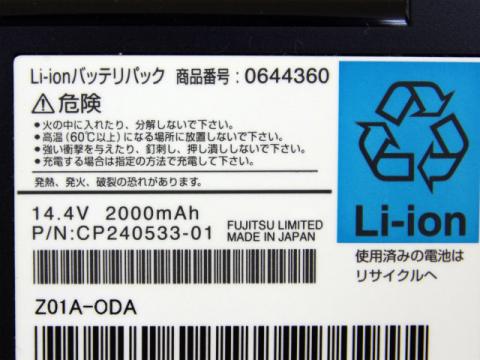 Li-ionバッテリパック 商品番号:0644360
⚠危険
•火の中に入れたり、分解しないで下さい。
•高温(60℃以上)になる場所に放置しないで下さい。
•強い衝撃を与えたり、釘刺し、押し潰ししないで下さい。
•充電する場合は指定の方法で充電して下さい。
発熱、発火、破裂の恐れがあります。
14.4V 2000mAh
P/N:CP240533-01
FUJITSU LIMITED
MADE IN JAPAN
Z01A-ODA
Li-ion
使用済みの電池は
リサイクルへ